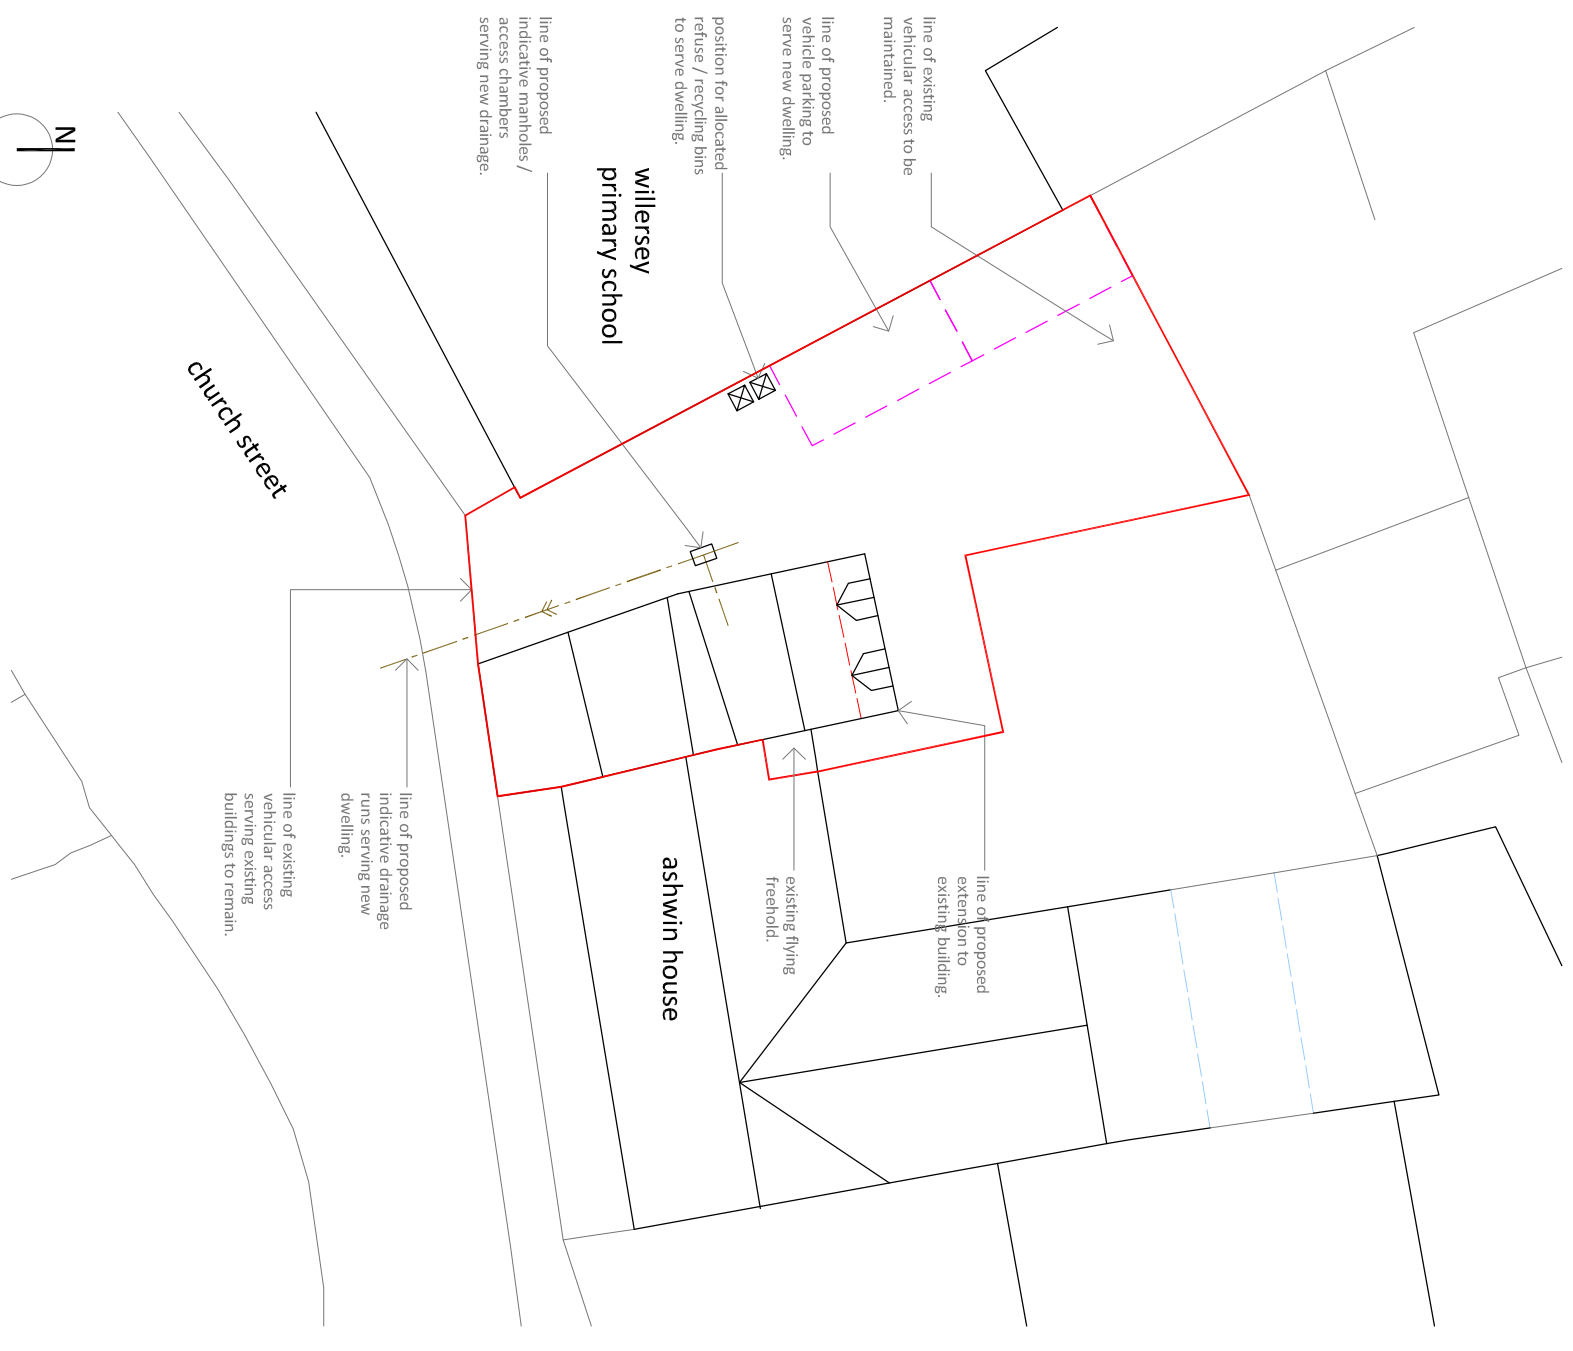 line of existing
vehicular access to be
maintained.
line of proposed
vehicle parking to
serve new dwelling.
position for allocated
refuse / recycling bins
to serve dwelling.
line of proposed
indicative manholes /
access chambers
serving new drainage.
willersey
primary school
N
church street
line of proposed
extension to
existing building.
existing flying
freehold.
ashwin house
line of proposed
indicative drainage
runs serving new
dwelling.
line of existing
vehicular access
serving existing
buildings to remain.